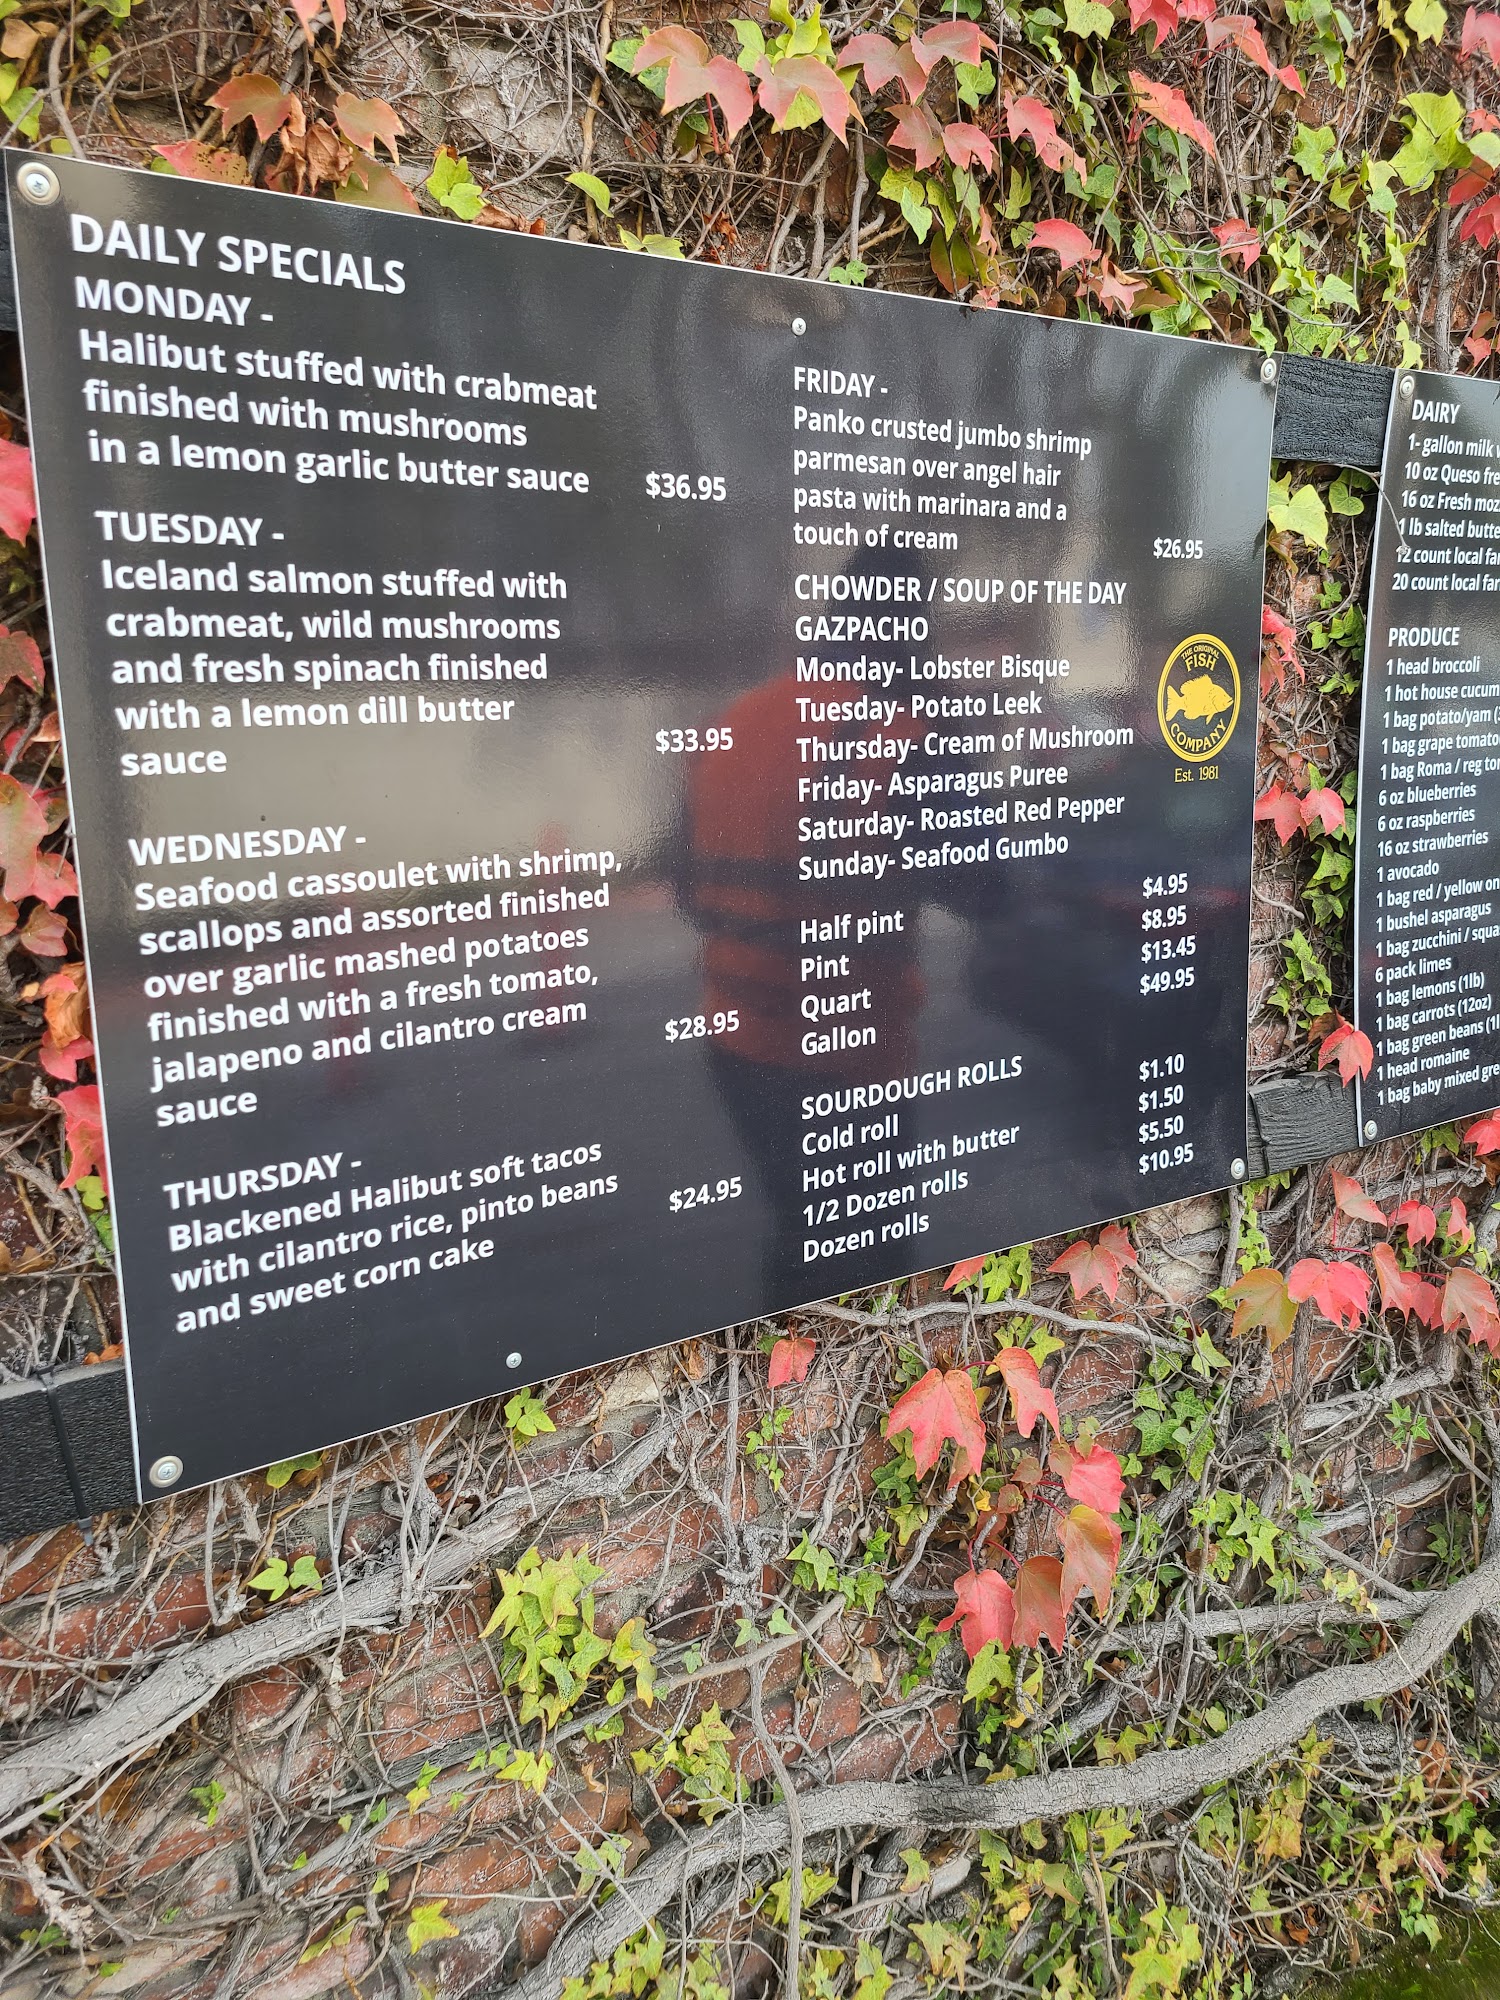 DAILY SPECIALS
MONDAY -
Halibut stuffed with crabmeat
finished with mushrooms
in a lemon garlic butter sauce $36.95
TUESDAY -
Iceland salmon stuffed with
crabmeat, wild mushrooms
and fresh spinach finished
with a lemon dill butter
sauce $33.95
WEDNESDAY -
Seafood cassoulet with shrimp,
scallops and assorted finished
over garlic mashed potatoes
finished with a fresh tomato,
jalapeno and cilantro cream
sauce $28.95
THURSDAY -
Blackened Halibut soft tacos
with cilantro rice, pinto beans
and sweet corn cake $24.95
FRIDAY -
Panko crusted jumbo shrimp
parmesan over angel hair
pasta with marinara and a
touch of cream $26.95
CHOWDER / SOUP OF THE DAY
GAZPACHO
Monday- Lobster Bisque
Tuesday- Potato Leek
Thursday- Cream of Mushroom
Friday- Asparagus Puree
Saturday- Roasted Red Pepper
Sunday- Seafood Gumbo
Half pint $4.95
Pint $8.95
Quart $13.45
Gallon $49.95
SOURDOUGH ROLLS
Cold roll $1.10
Hot roll with butter $1.50
1/2 Dozen rolls $5.50
Dozen rolls $10.95
THE ORIGINAL
FISH
COMPANY
Est. 1981
DAIRY
1- gallon milk
10 oz Queso
16 oz Fresh
1 lb salted
12 count local
20 count local
PRODUCE
1 head broccoli
1 hot house
1 bag potato/yam
1 bag grape
1 bag Roma / reg
6 oz blueberries
6 oz raspberries
16 oz strawberries
1 avocado
1 bag red / yellow
1 bushel asparagus
1 bag zucchini /
6 pack limes
1 bag lemons (1lb)
1 bag carrots (12oz)
1 bag green beans
1 head romaine
1 bag baby mixed